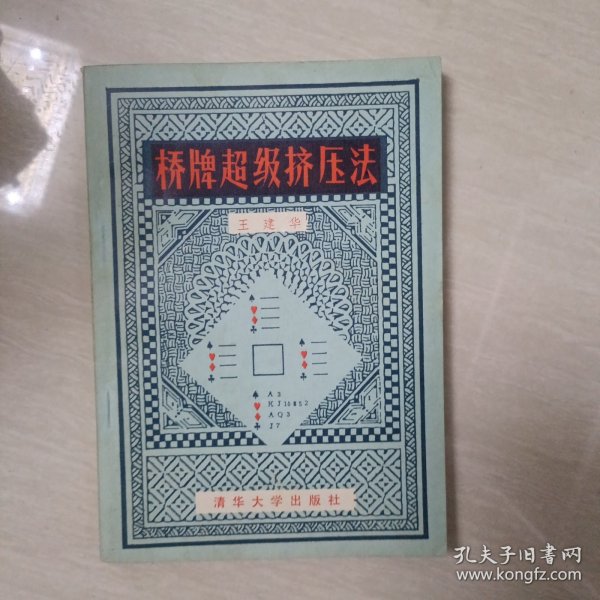 桥牌超级挤压法
王建华
♠ —
♥ —
♦ —
♣ —
♠ —
♥ —
♦ —
♣ —
♠ —
♥ —
♦ —
♣ —
♠ A 3
♥ K J 10 8 5 2
♦ A Q 3
♣ J 7
清华大学出版社
孔夫子旧书网
www.kongfz.com